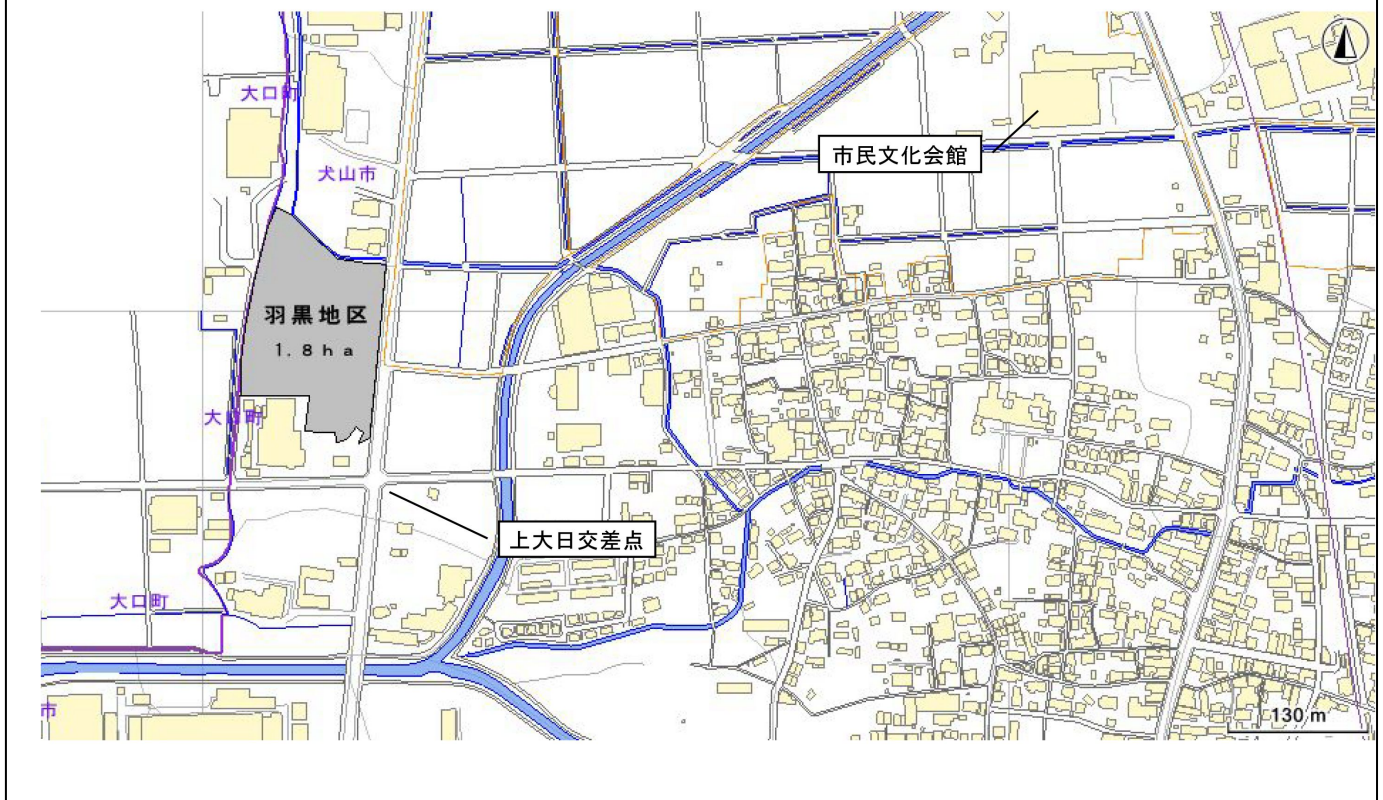 大口町
市民文化会館
犬山市
羽黒地区
1.8ha
大口町
上大日交差点
大口町
市
130 m